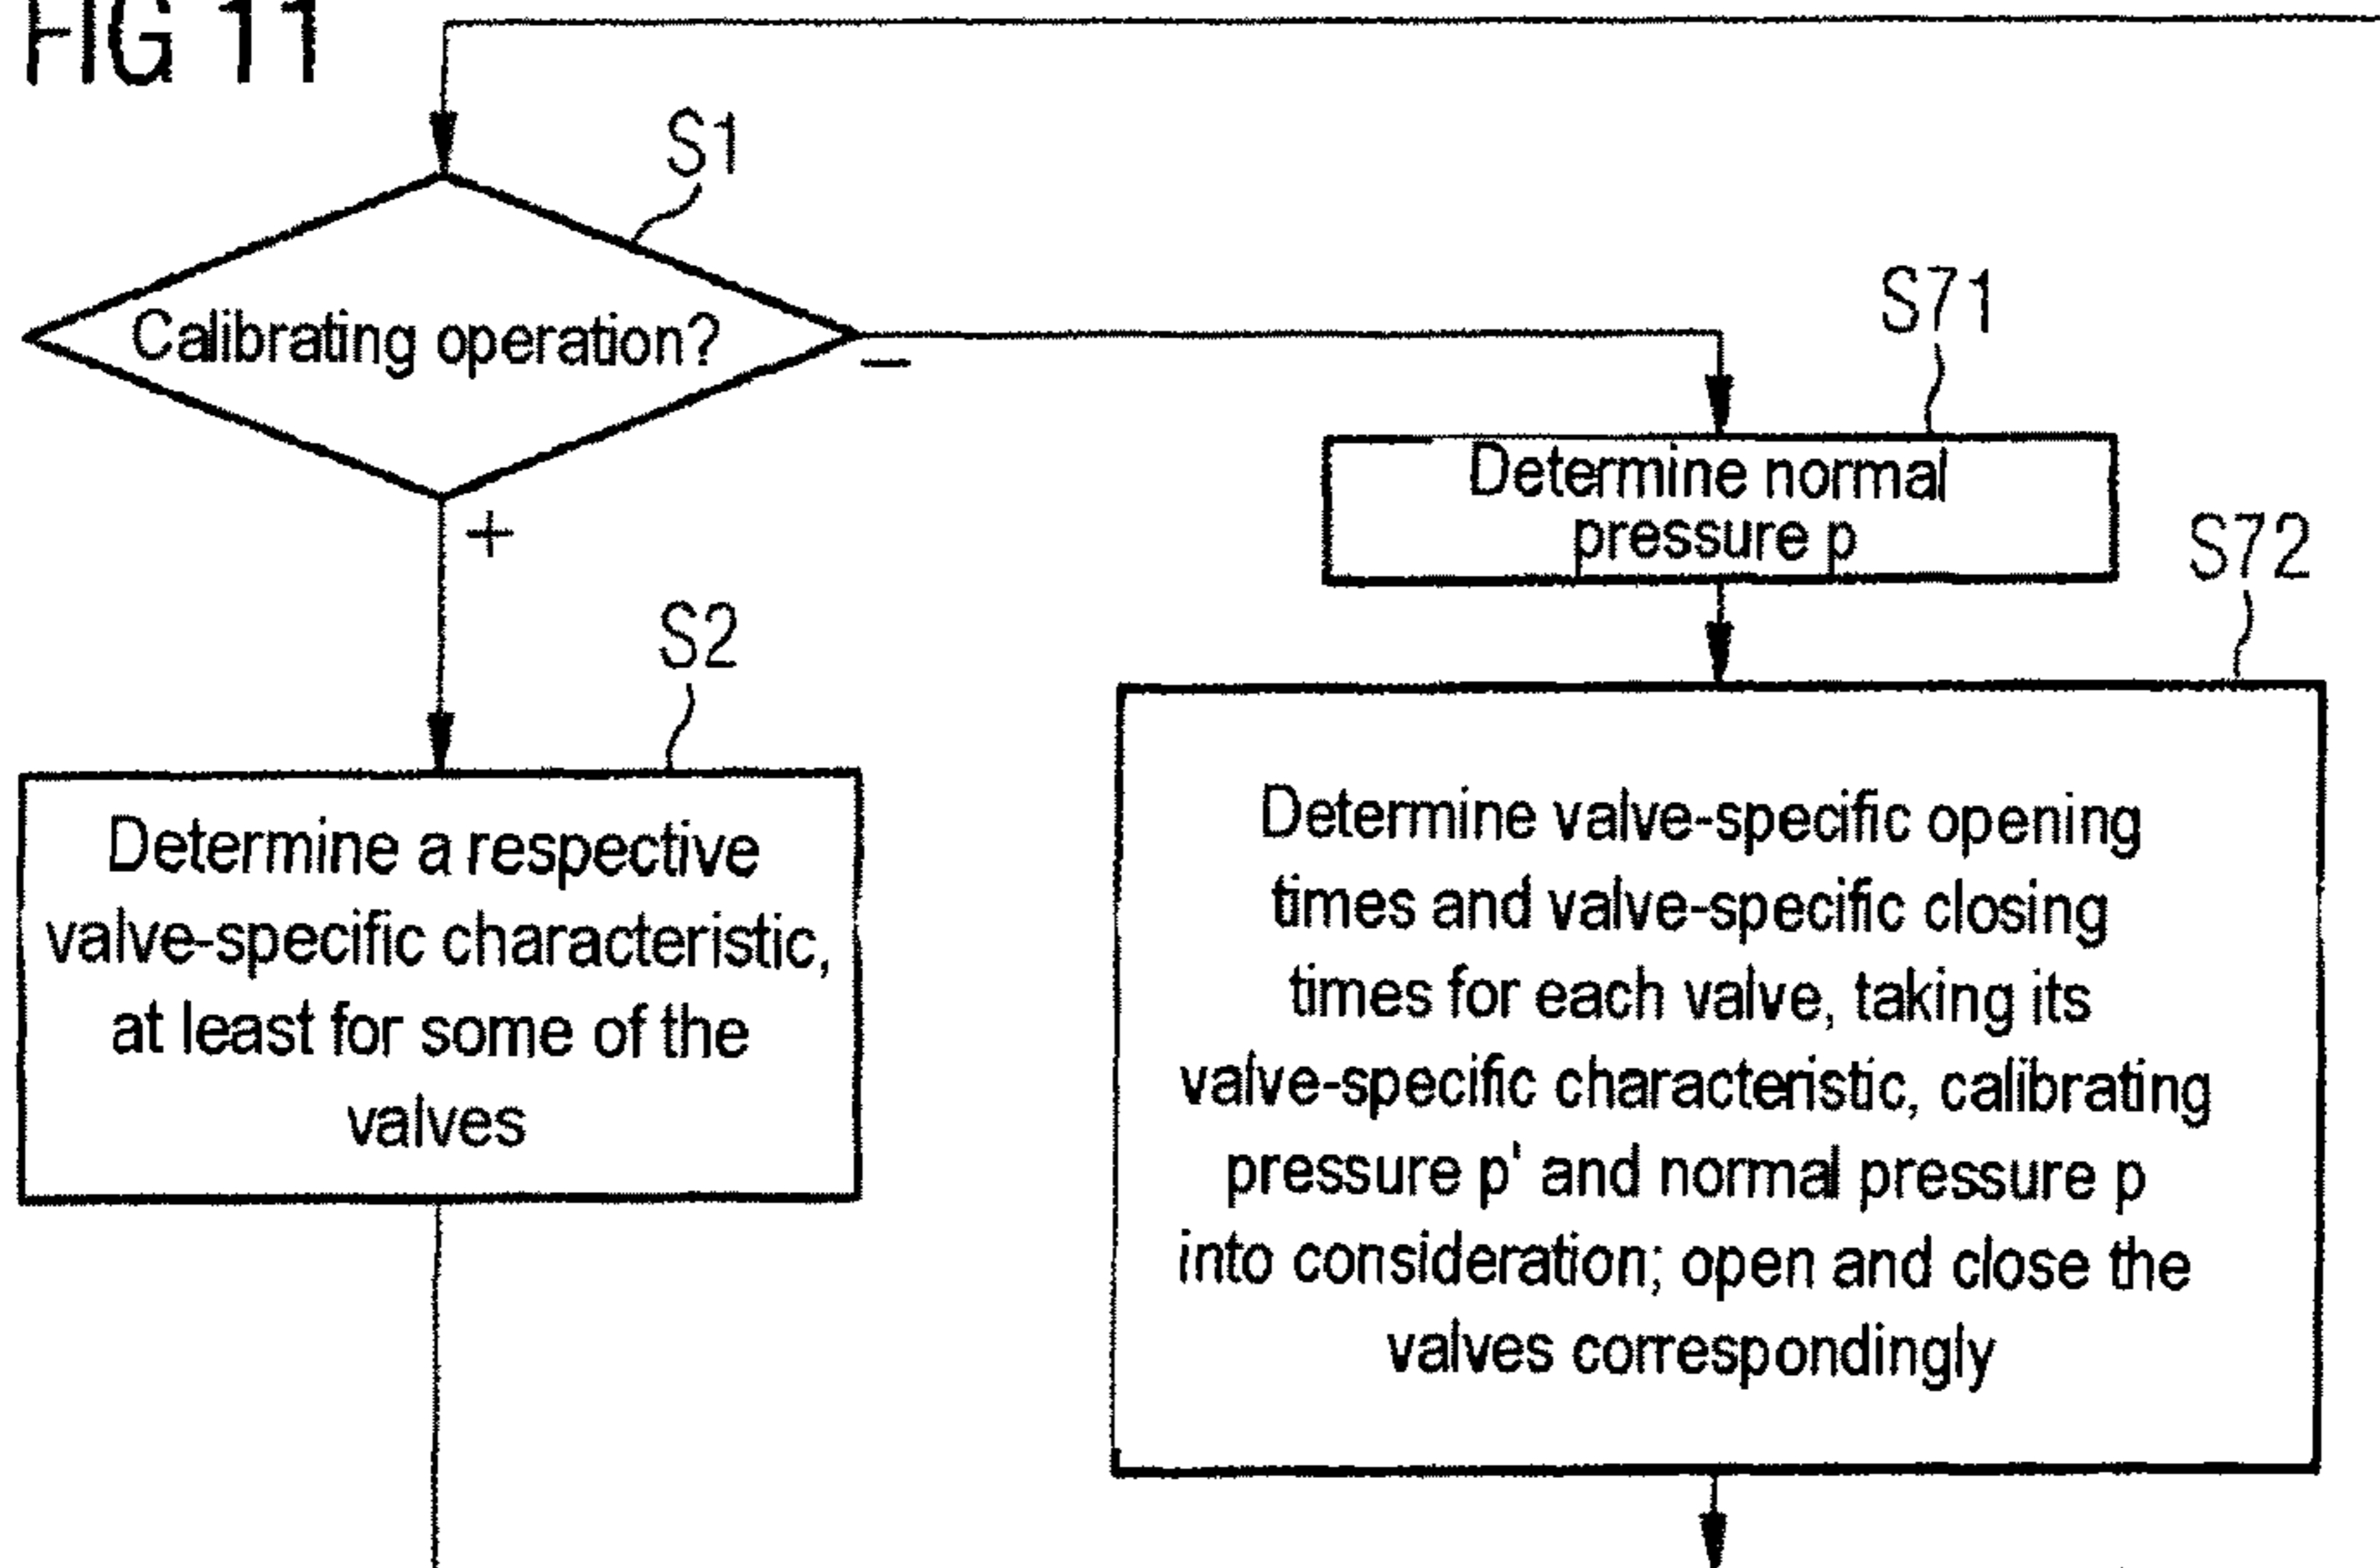 FIG 11
S1
Calibrating operation?
−
+
S71
Determine normal
pressure p
S72
S2
Determine a respective
valve-specific characteristic,
at least for some of the
valves
Determine valve-specific opening
times and valve-specific closing
times for each valve, taking its
valve-specific characteristic, calibrating
pressure p' and normal pressure p
into consideration; open and close the
valves correspondingly